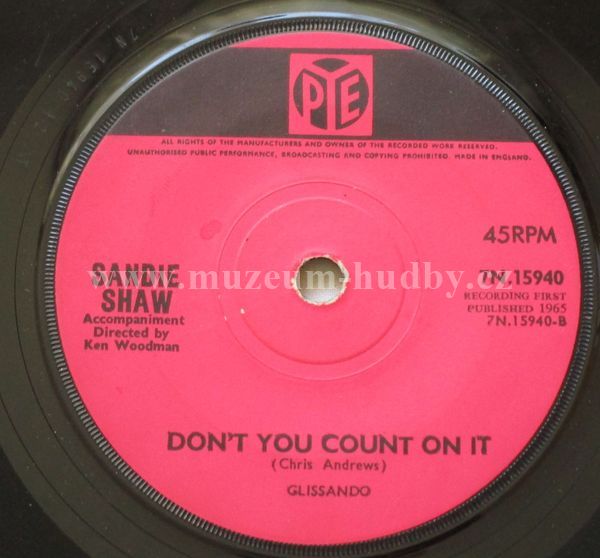 PYE
ALL RIGHTS OF THE MANUFACTURERS AND OWNER OF THE RECORDED WORK RESERVED.
UNAUTHORISED PUBLIC PERFORMANCE, BROADCASTING AND COPYING PROHIBITED. MADE IN ENGLAND.
45RPM
SANDIE
SHAW
Accompaniment
Directed by
Ken Woodman
www.muzeum-hudby.cz
7N.15940
RECORDING FIRST
PUBLISHED 1965
7N.15940-B
DON'T YOU COUNT ON IT
(Chris Andrews)
GLISSANDO